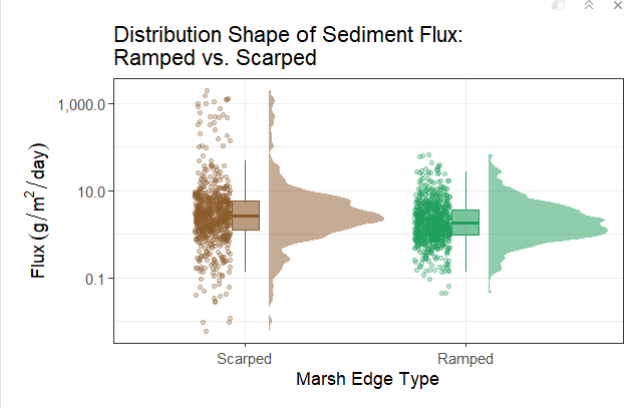 Distribution Shape of Sediment Flux:
Ramped vs. Scarped
1,000.0
10.0
0.1
Flux (g/m²/day)
Scarped
Ramped
Marsh Edge Type